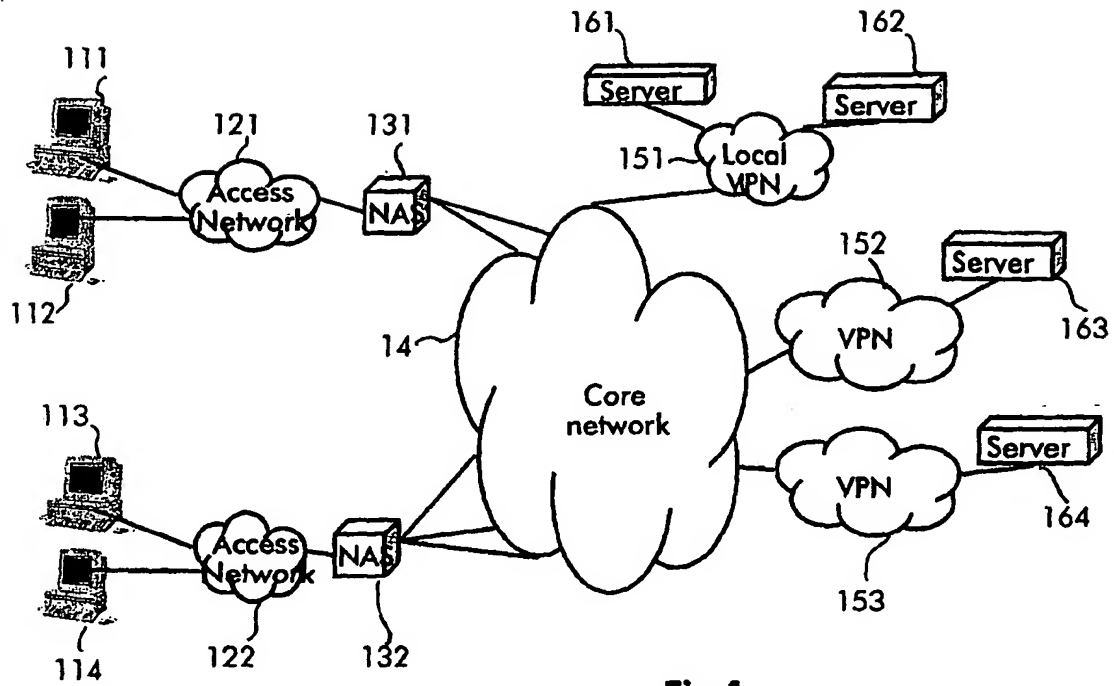 161
162
111
Server
Server
121
131
151
Local
VPN
Access
Network
NAS
152
Server
112
163
14
VPN
Core
network
113
Server
VPN
164
Access
Network
NAS
153
114
122
132